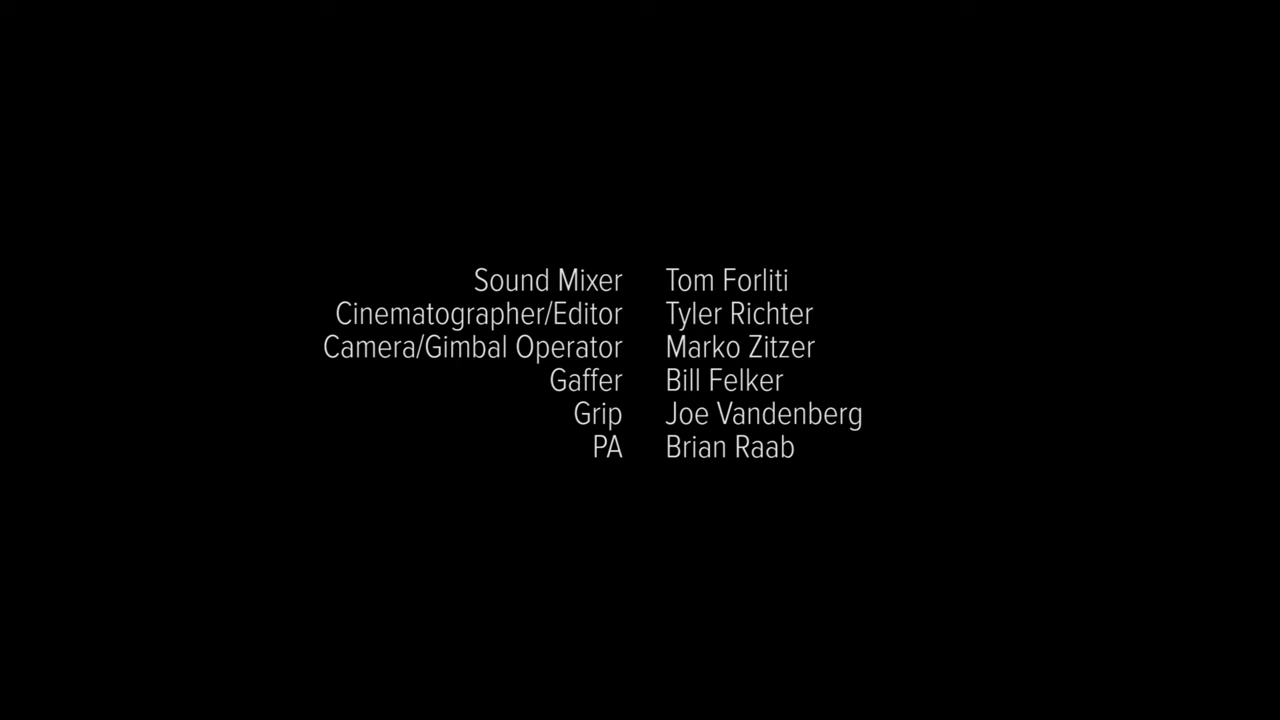 Sound Mixer Tom Forliti
Cinematographer/Editor Tyler Richter
Camera/Gimbal Operator Marko Zitzer
Gaffer Bill Felker
Grip Joe Vandenberg
PA Brian Raab